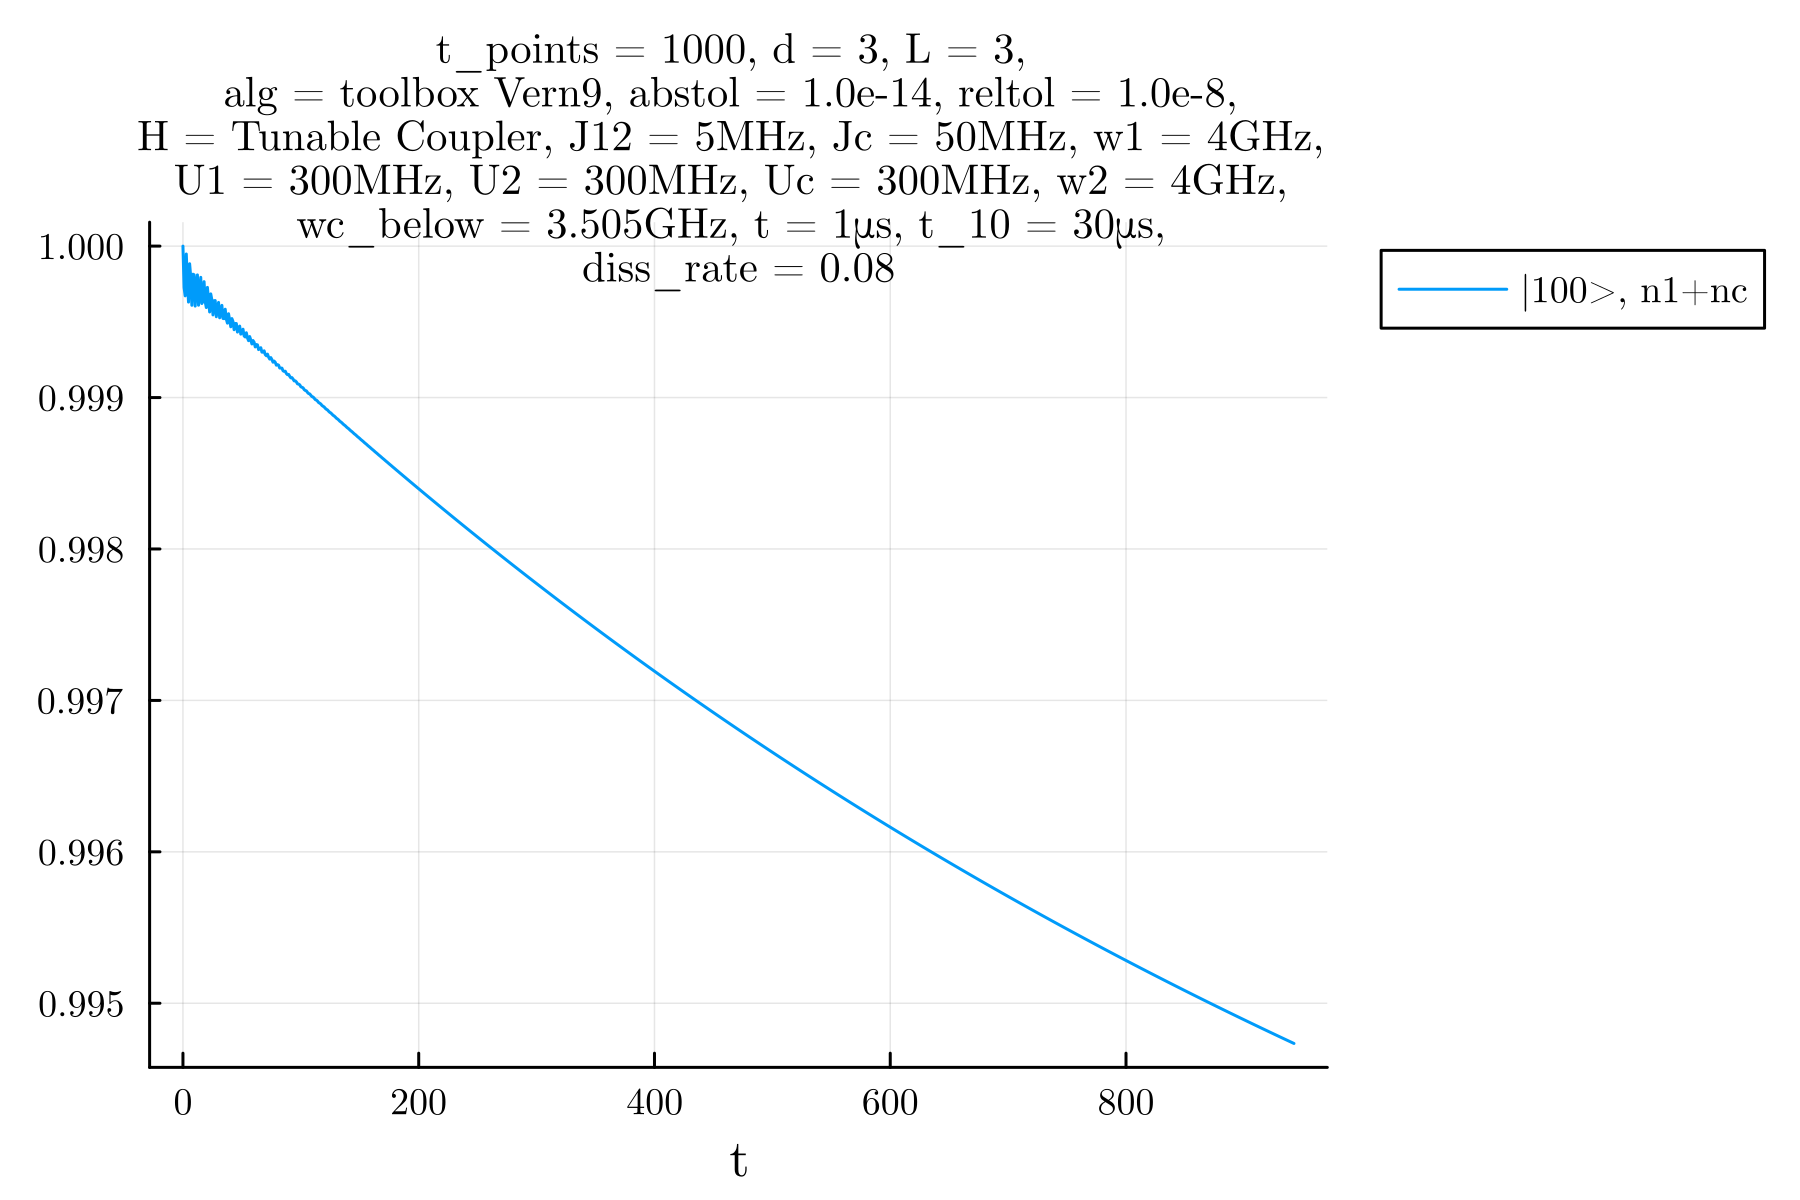 t_points = 1000, d = 3, L = 3,
alg = toolbox Vern9, abstol = 1.0e-14, reltol = 1.0e-8,
H = Tunable Coupler, J12 = 5MHz, Jc = 50MHz, w1 = 4GHz,
U1 = 300MHz, U2 = 300MHz, Uc = 300MHz, w2 = 4GHz,
wc_below = 3.505GHz, t = 1μs, t_10 = 30μs,
diss_rate = 0.08
|100>, n1+nc
1.000
0.999
0.998
0.997
0.996
0.995
0 200 400 600 800
t